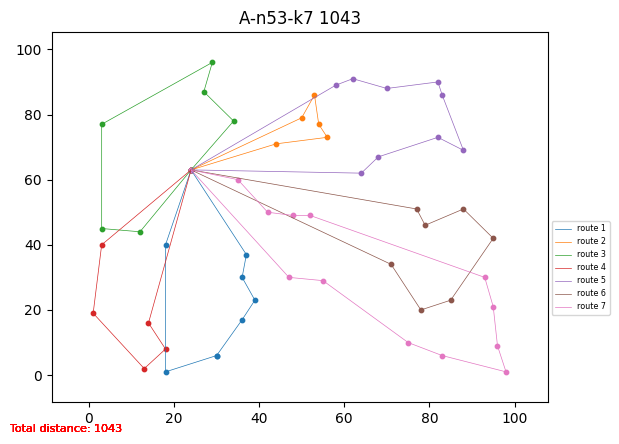 A-n53-k7 1043
100
80
60
40
20
0
0 20 40 60 80 100
route 1
route 2
route 3
route 4
route 5
route 6
route 7
Total distance: 1043